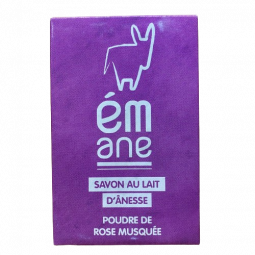 ém
ane
SAVON AU LAIT
D'ÂNESSE
POUDRE DE
ROSE MUSQUÉE